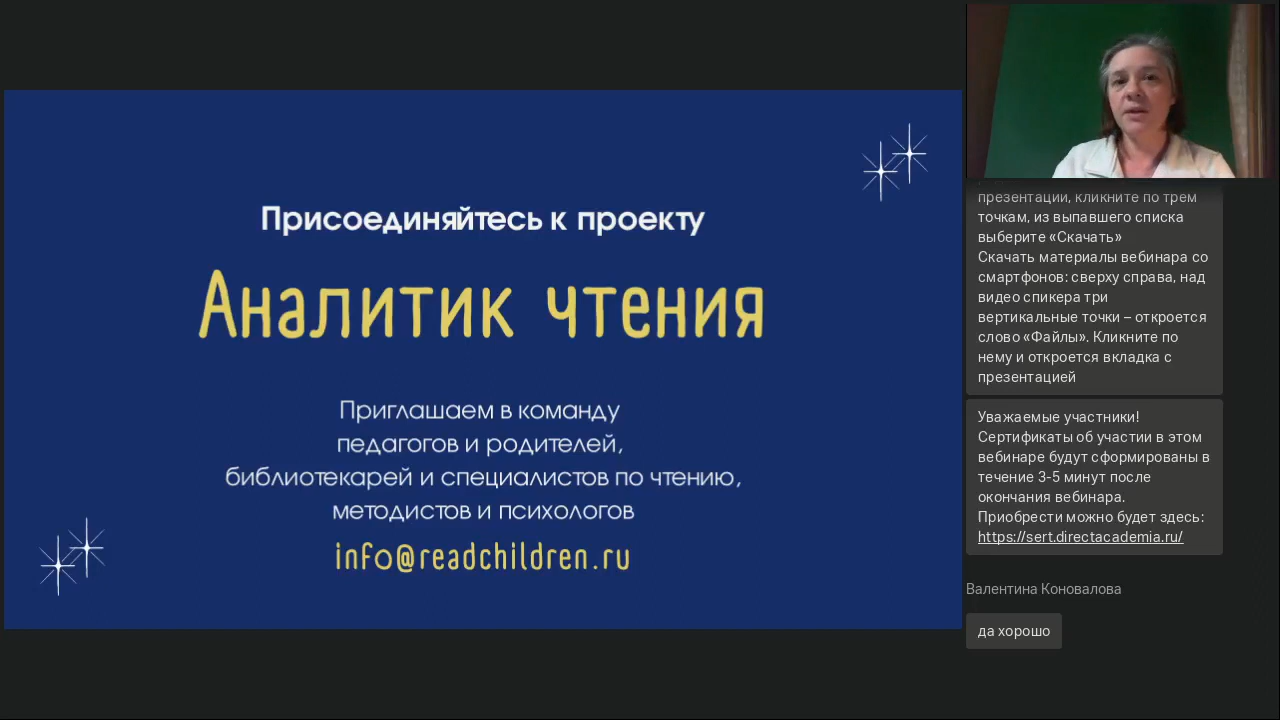 Присоединяйтесь к проекту
Аналитик чтения
Приглашаем в команду
педагогов и родителей,
библиотекарей и специалистов по чтению,
методистов и психологов
info@readchildren.ru
презентации, кликните по трем
точкам, из выпавшего списка
выберите «Скачать»
Скачать материалы вебинара со
смартфонов: сверху справа, над
видео спикера три
вертикальные точки – откроется
слово «Файлы». Кликните по
нему и откроется вкладка с
презентацией
Уважаемые участники!
Сертификаты об участии в этом
вебинаре будут сформированы в
течение 3-5 минут после
окончания вебинара.
Приобрести можно будет здесь:
https://sert.directacademia.ru/
Валентина Коновалова
да хорошо